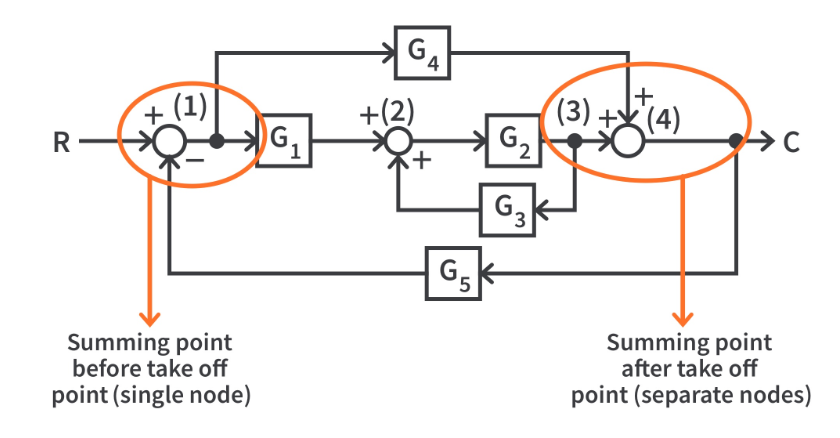 G4
+ (1)
+(2)
(3) + + (4)
R
−
G1
+
G2
C
G3
G5
Summing point
before take off
point (single node)
Summing point
after take off
point (separate nodes)